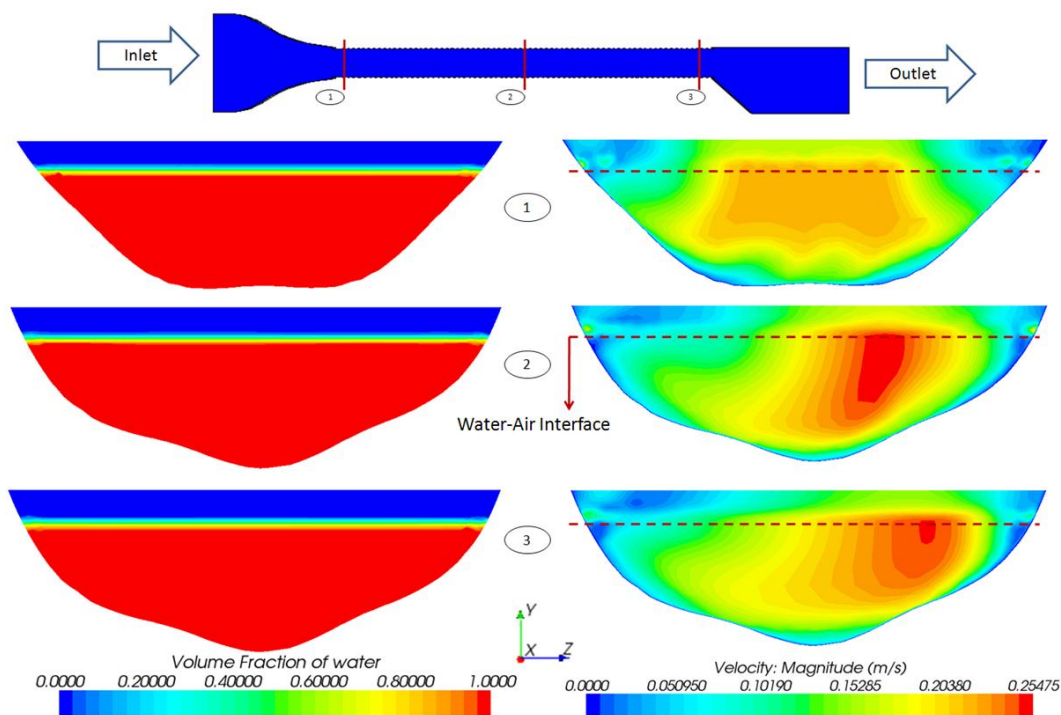 Inlet
Outlet
1
2
3
1
2
Water-Air Interface
3
Y
X
Z
Volume Fraction of water
0.0000
0.20000
0.40000
0.60000
0.80000
1.0000
Velocity: Magnitude (m/s)
0.0000
0.050950
0.10190
0.15285
0.20380
0.25475